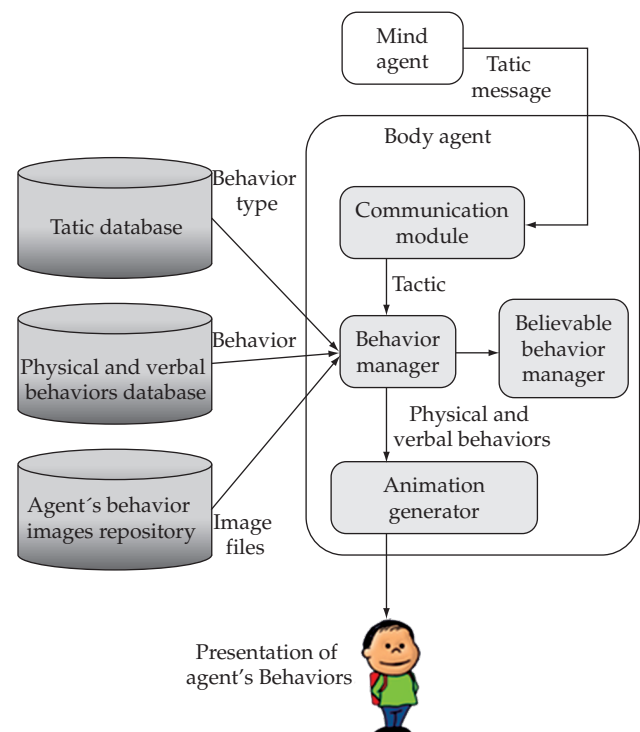 Mind
agent
Tatic
message
Body agent
Behavior
type
Tatic database
Communication
module
Tactic
Behavior
Physical and verbal
behaviors database
Behavior
manager
Believable
behavior
manager
Physical and
verbal behaviors
Agent´s behavior
images repository
Image
files
Animation
generator
Presentation of
agent's Behaviors